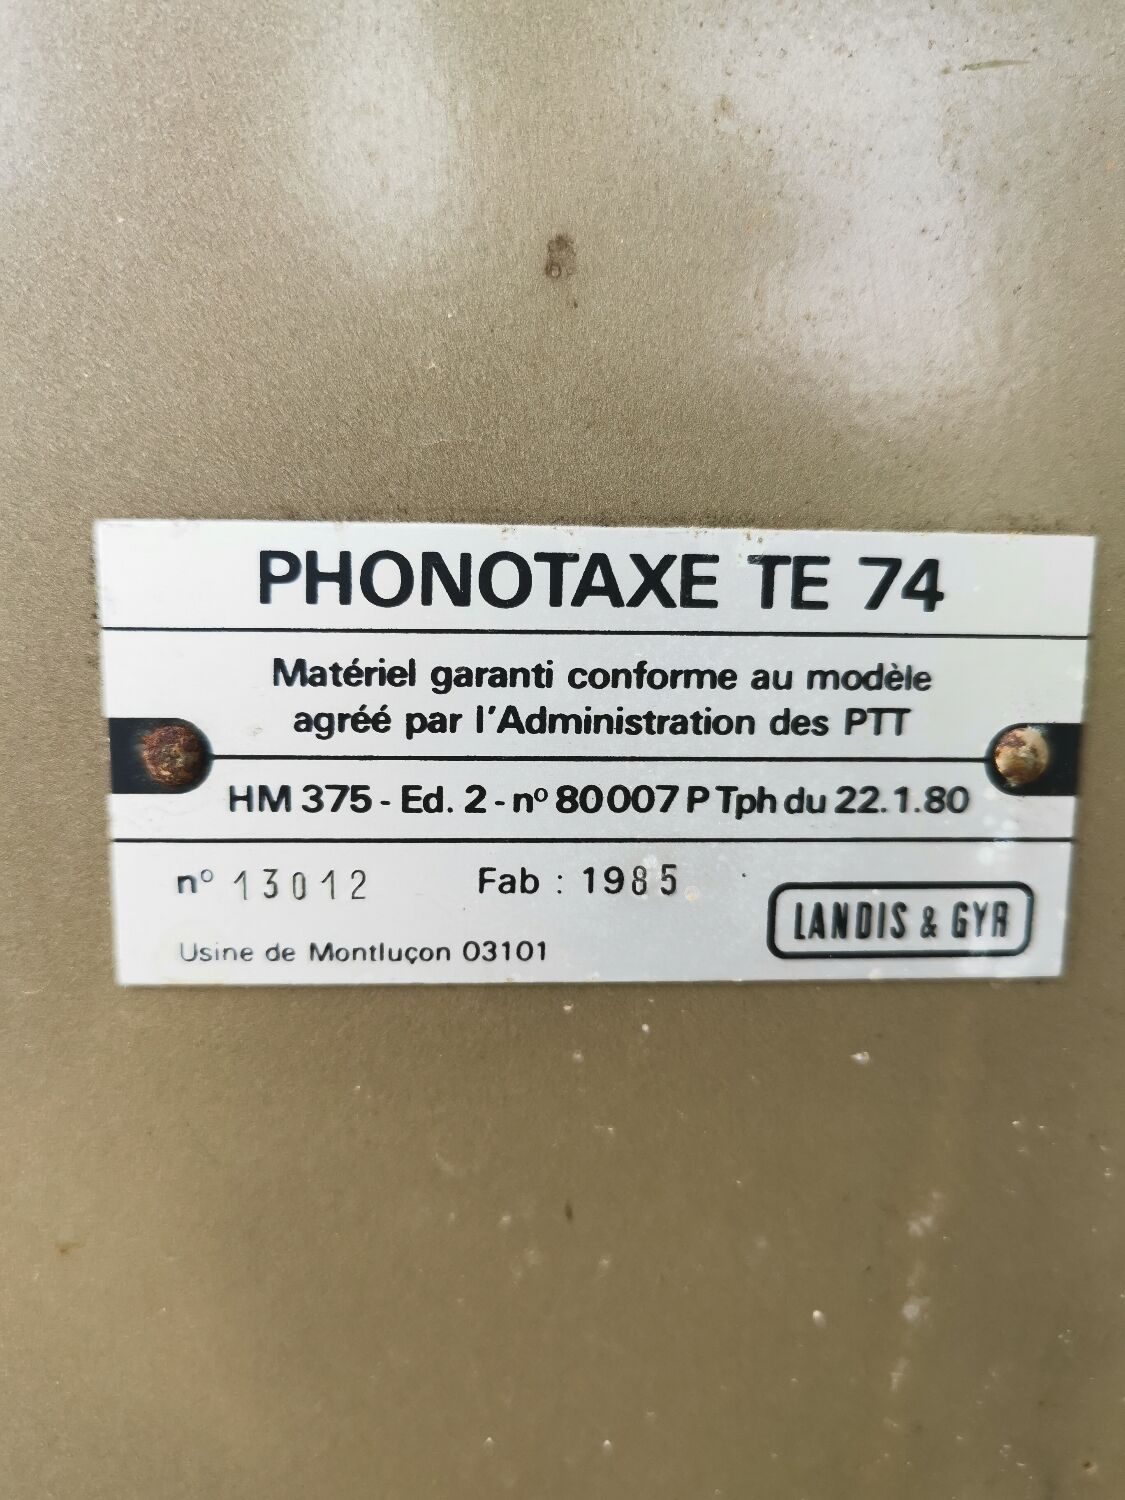 PHONOTAXE TE 74
Matériel garanti conforme au modèle
agréé par l'Administration des PTT
HM 375 - Ed. 2 - nº 80007 P Tph du 22.1.80
nº 13012 Fab : 1985
LANDIS & GYR
Usine de Montluçon 03101